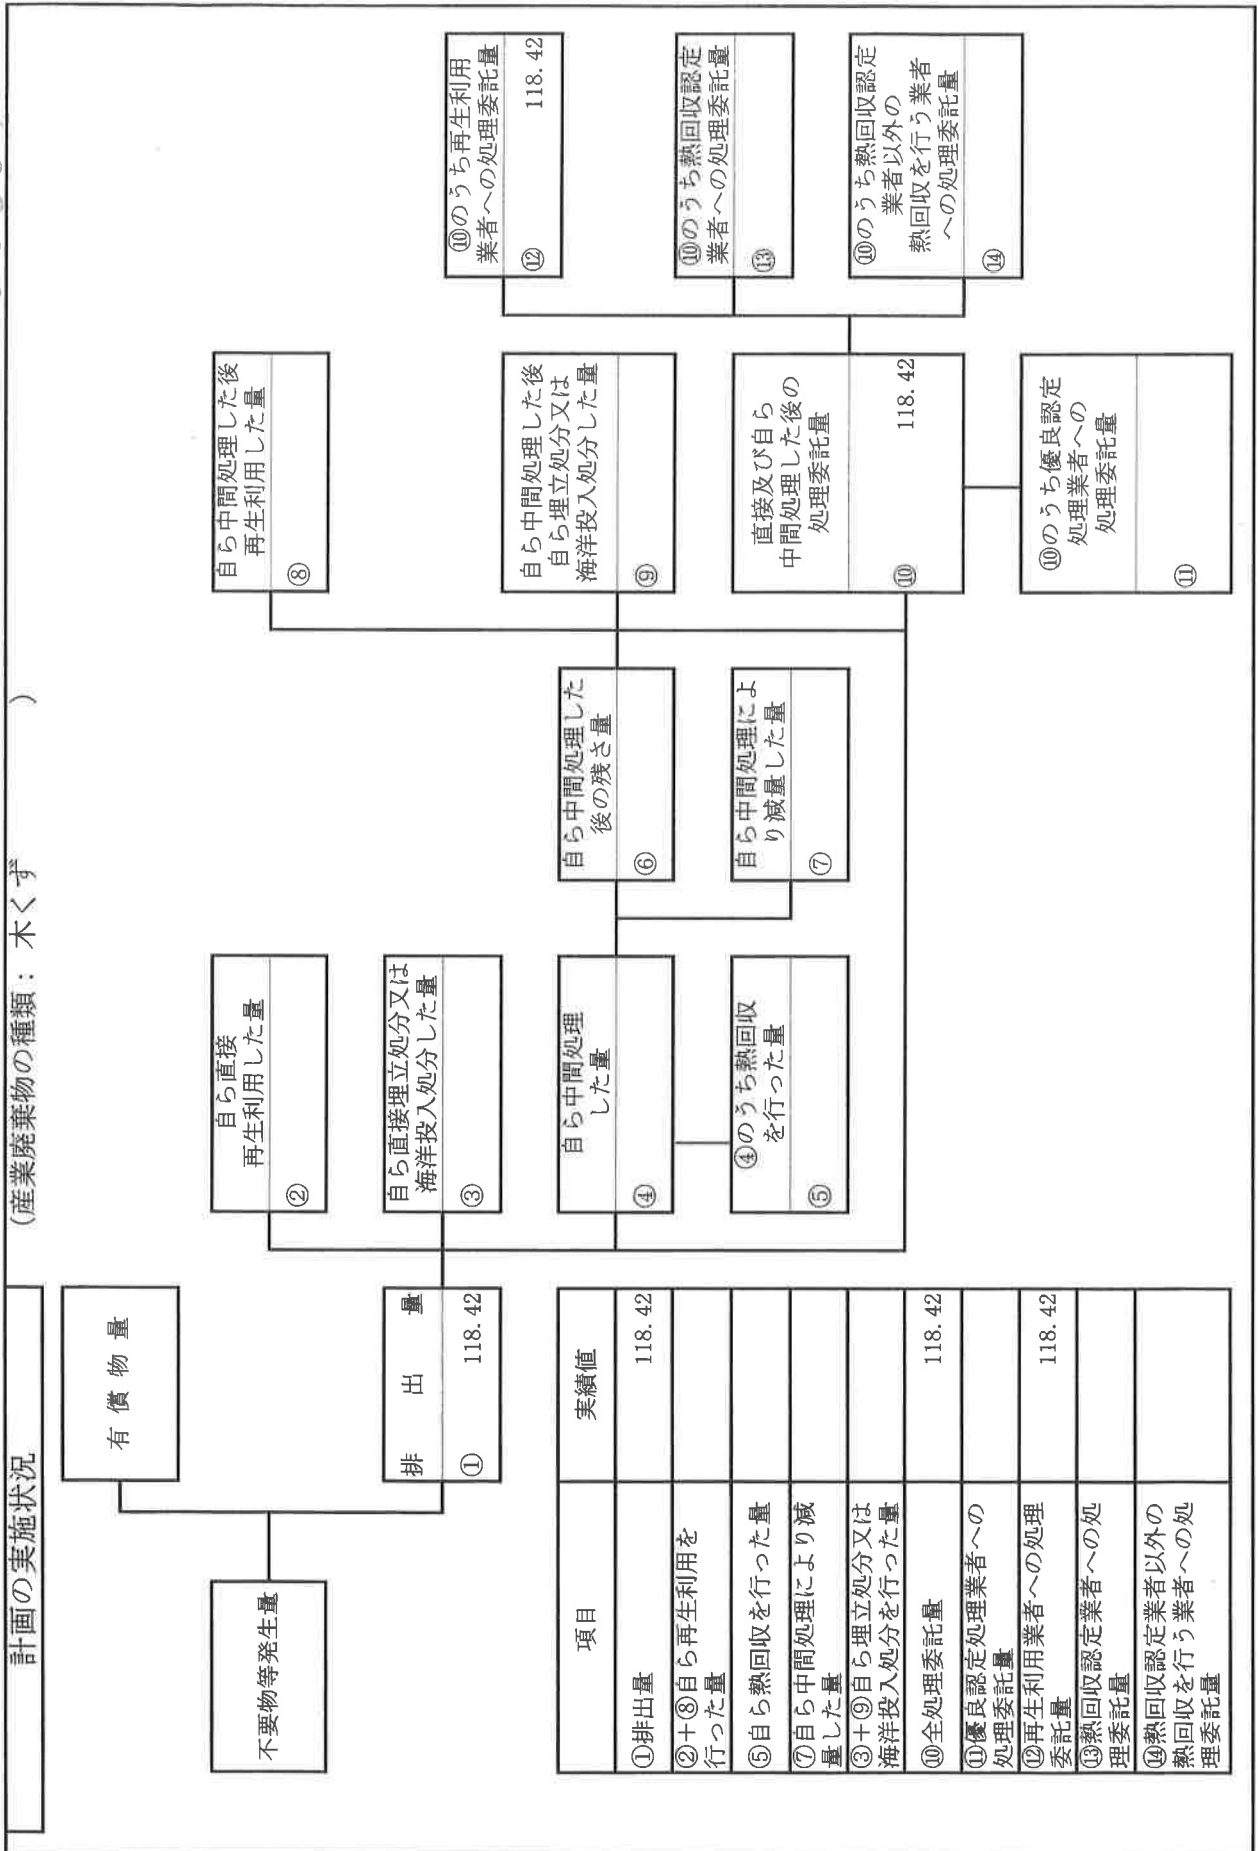 計画の実施状況
(産業廃棄物の種類： 木くず )
不要物等発生量
有 償 物 量
排 出 量
① 118.42
自ら直接
再生利用した量
②
自ら直接埋立処分又は
海洋投入処分した量
③
自ら中間処理
した量
④
④のうち熱回収
を行った量
⑤
自ら中間処理した
後の残さ量
⑥
自ら中間処理によ
り減量した量
⑦
自ら中間処理した後
再生利用した量
⑧
自ら中間処理した後
自ら埋立処分又は
海洋投入処分した量
⑨
直接及び自ら
中間処理した後の
処理委託量
⑩ 118.42
⑩のうち優良認定
処理業者への
処理委託量
⑪
⑩のうち再生利用
業者への処理委託量
⑫ 118.42
⑩のうち熱回収認定
業者への処理委託量
⑬
⑩のうち熱回収認定
業者以外の
熱回収を行う業者
への処理委託量
⑭
項目 実績値
①排出量 118.42
②＋⑧自ら再生利用を
行った量
⑤自ら熱回収を行った量
⑦自ら中間処理により減
量した量
③＋⑨自ら埋立処分又は
海洋投入処分を行った量
⑩全処理委託量 118.42
⑪優良認定処理業者への
処理委託量
⑫再生利用業者への処理
委託量 118.42
⑬熱回収認定業者への処
理委託量
⑭熱回収認定業者以外の
熱回収を行う業者への処
理委託量